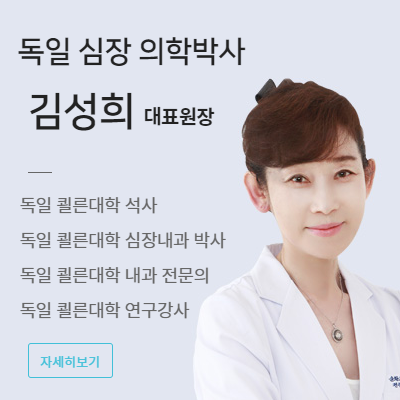 독일 심장 의학박사
김성희 대표원장
독일 쾰른대학 석사
독일 쾰른대학 심장내과 박사
독일 쾰른대학 내과 전문의
독일 쾰른대학 연구강사
자세히보기